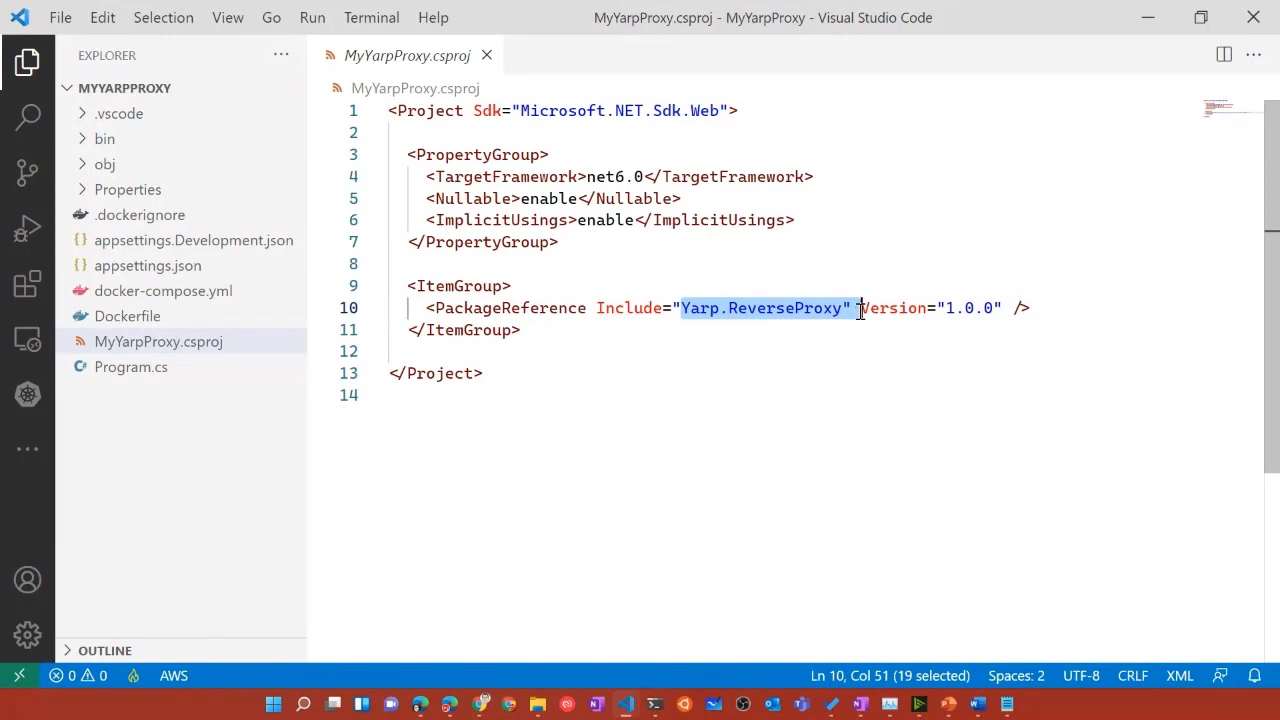 File Edit Selection View Go Run Terminal Help
MyYarpProxy.csproj - MyYarpProxy - Visual Studio Code
EXPLORER
MYYARPPROXY
.vscode
bin
obj
Properties
.dockerignore
appsettings.Development.json
appsettings.json
docker-compose.yml
Dockerfile
MyYarpProxy.csproj
Program.cs
OUTLINE
MyYarpProxy.csproj
MyYarpProxy.csproj
1 <Project Sdk="Microsoft.NET.Sdk.Web">
2
3 <PropertyGroup>
4 <TargetFramework>net6.0</TargetFramework>
5 <Nullable>enable</Nullable>
6 <ImplicitUsings>enable</ImplicitUsings>
7 </PropertyGroup>
8
9 <ItemGroup>
10 <PackageReference Include="Yarp.ReverseProxy" Version="1.0.0" />
11 </ItemGroup>
12
13 </Project>
14
0 0 AWS
Ln 10, Col 51 (19 selected) Spaces: 2 UTF-8 CRLF XML